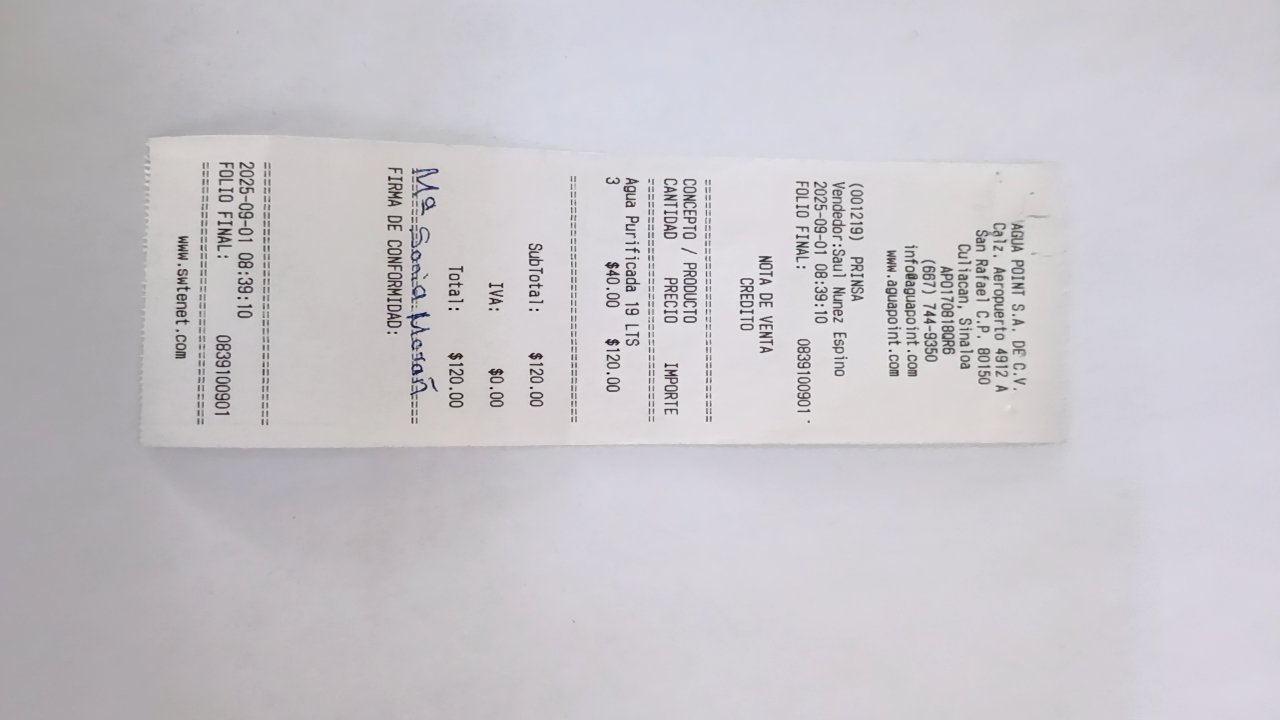 AGUA POINT S.A. DE C.V.
Calz. Aeropuerto 4912 A
San Rafael C.P. 80150
Culiacan, Sinaloa
APO170818QR6
(667) 744-9350
info@aguapoint.com
www.aguapoint.com
(001219) PRINSA
Vendedor:Saul Nunez Espino
2025-09-01 08:39:10
FOLIO FINAL: 0839100901
NOTA DE VENTA
CREDITO
CONCEPTO / PRODUCTO
CANTIDAD PRECIO IMPORTE
Agua Purificada 19 LTS
3 $40.00 $120.00
SubTotal: $120.00
IVA: $0.00
Total: $120.00
Ma Sonia
FIRMA DE CONFORMIDAD:
2025-09-01 08:39:10
FOLIO FINAL: 0839100901
www.swtenet.com